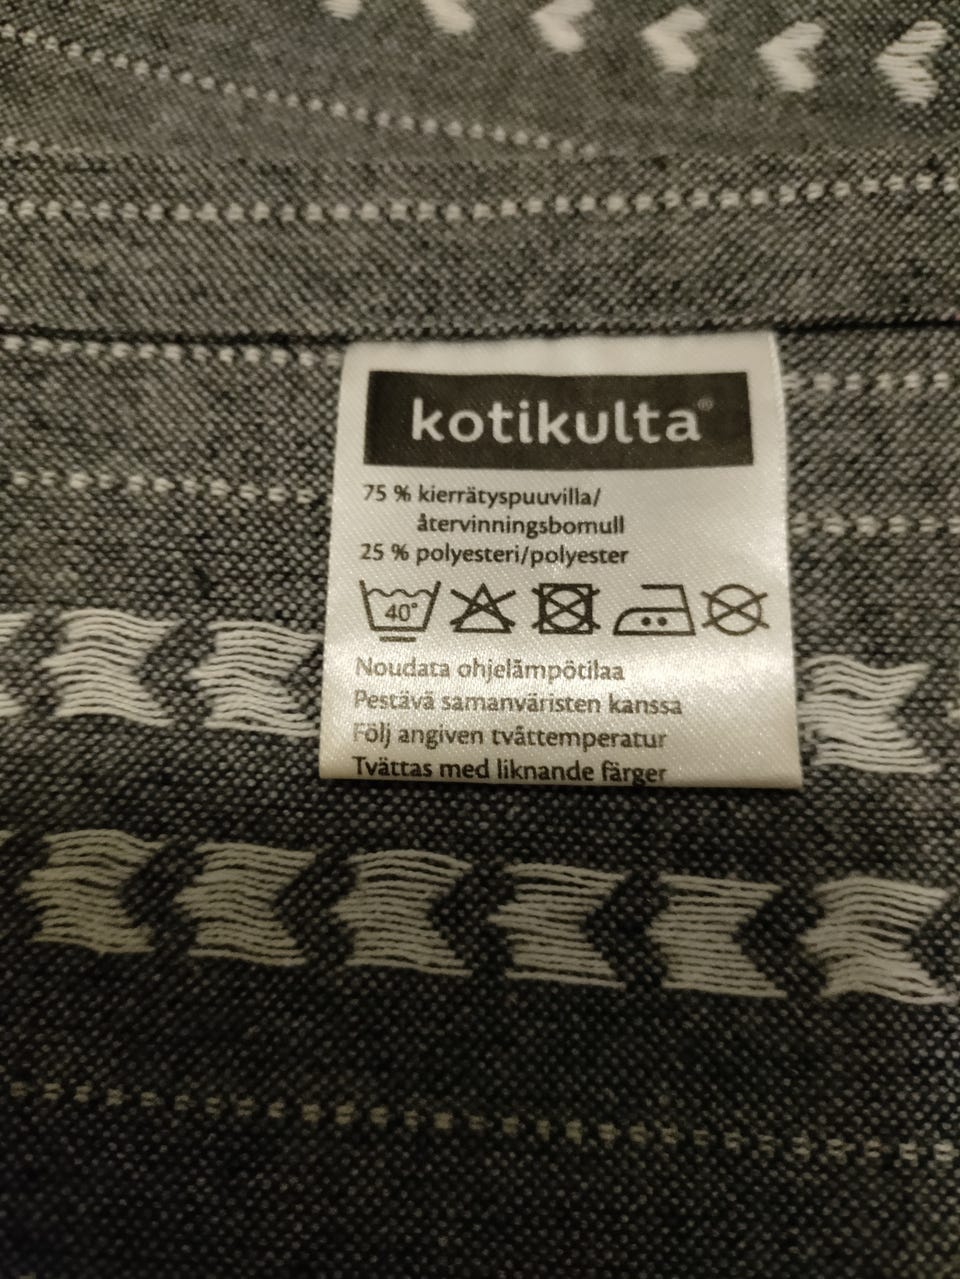 kotikulta®
75 % kierrätyspuuvilla/
återvinningsbomull
25 % polyesteri/polyester
40°
Noudata ohjelämpötilaa
Pestävä samanväristen kanssa
Följ angiven tvättemperatur
Tvättas med liknande färger